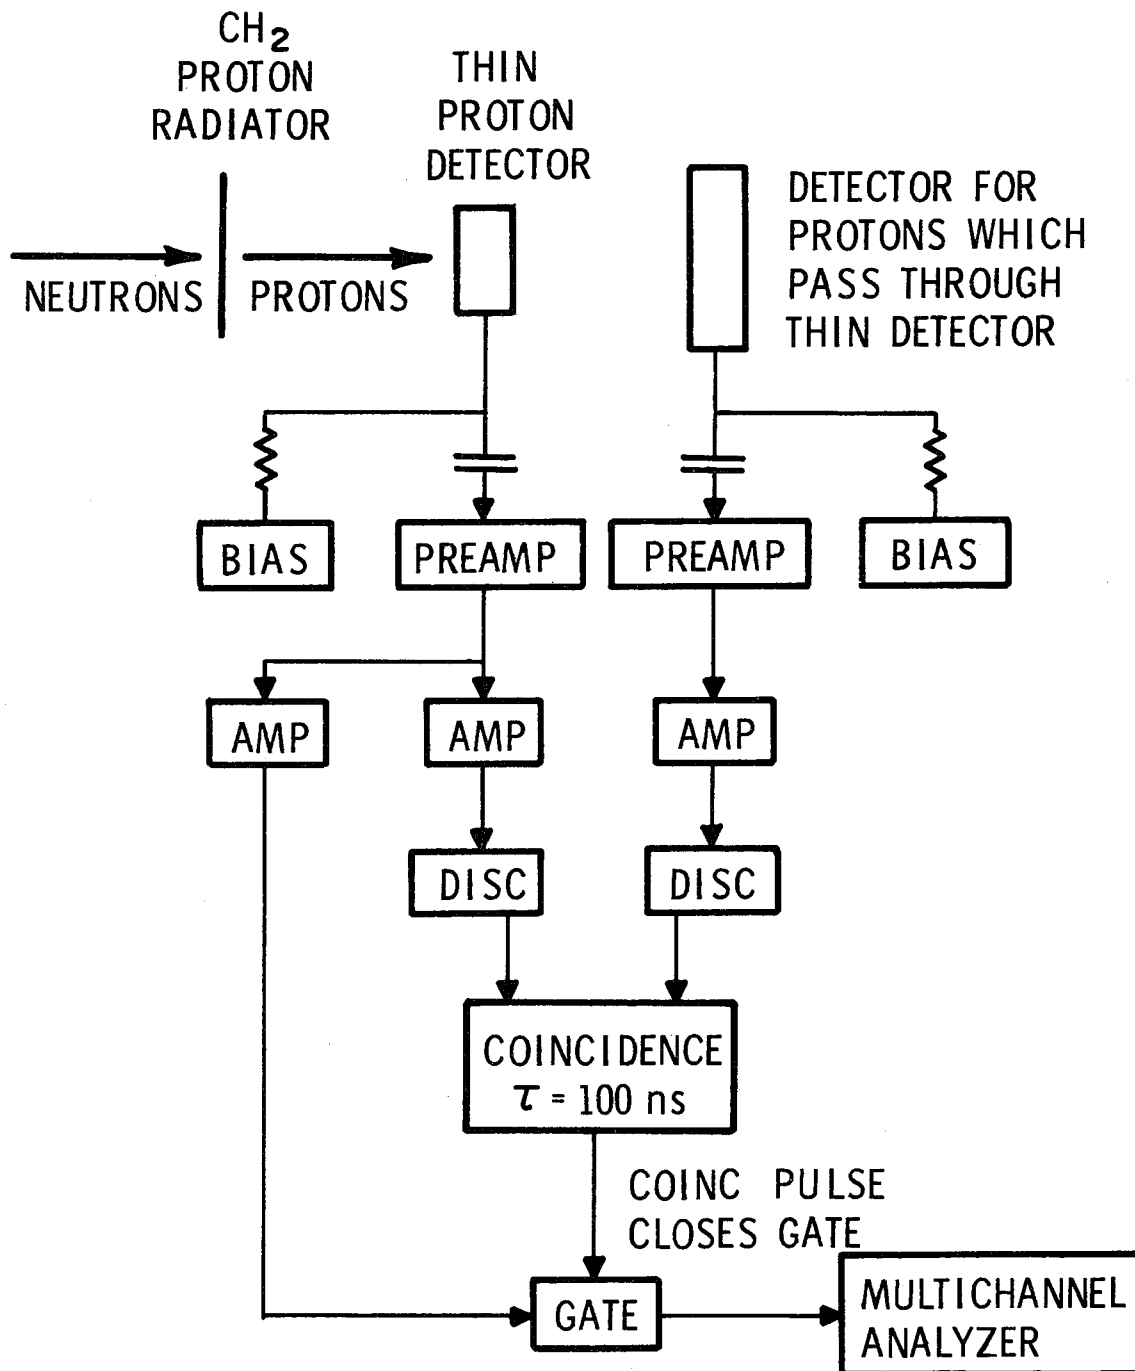 CH₂
PROTON
RADIATOR
THIN
PROTON
DETECTOR
DETECTOR FOR
PROTONS WHICH
PASS THROUGH
THIN DETECTOR
NEUTRONS
PROTONS
BIAS
PREAMP
PREAMP
BIAS
AMP
AMP
AMP
DISC
DISC
COINCIDENCE
τ = 100 ns
COINC PULSE
CLOSES GATE
GATE
MULTICHANNEL
ANALYZER